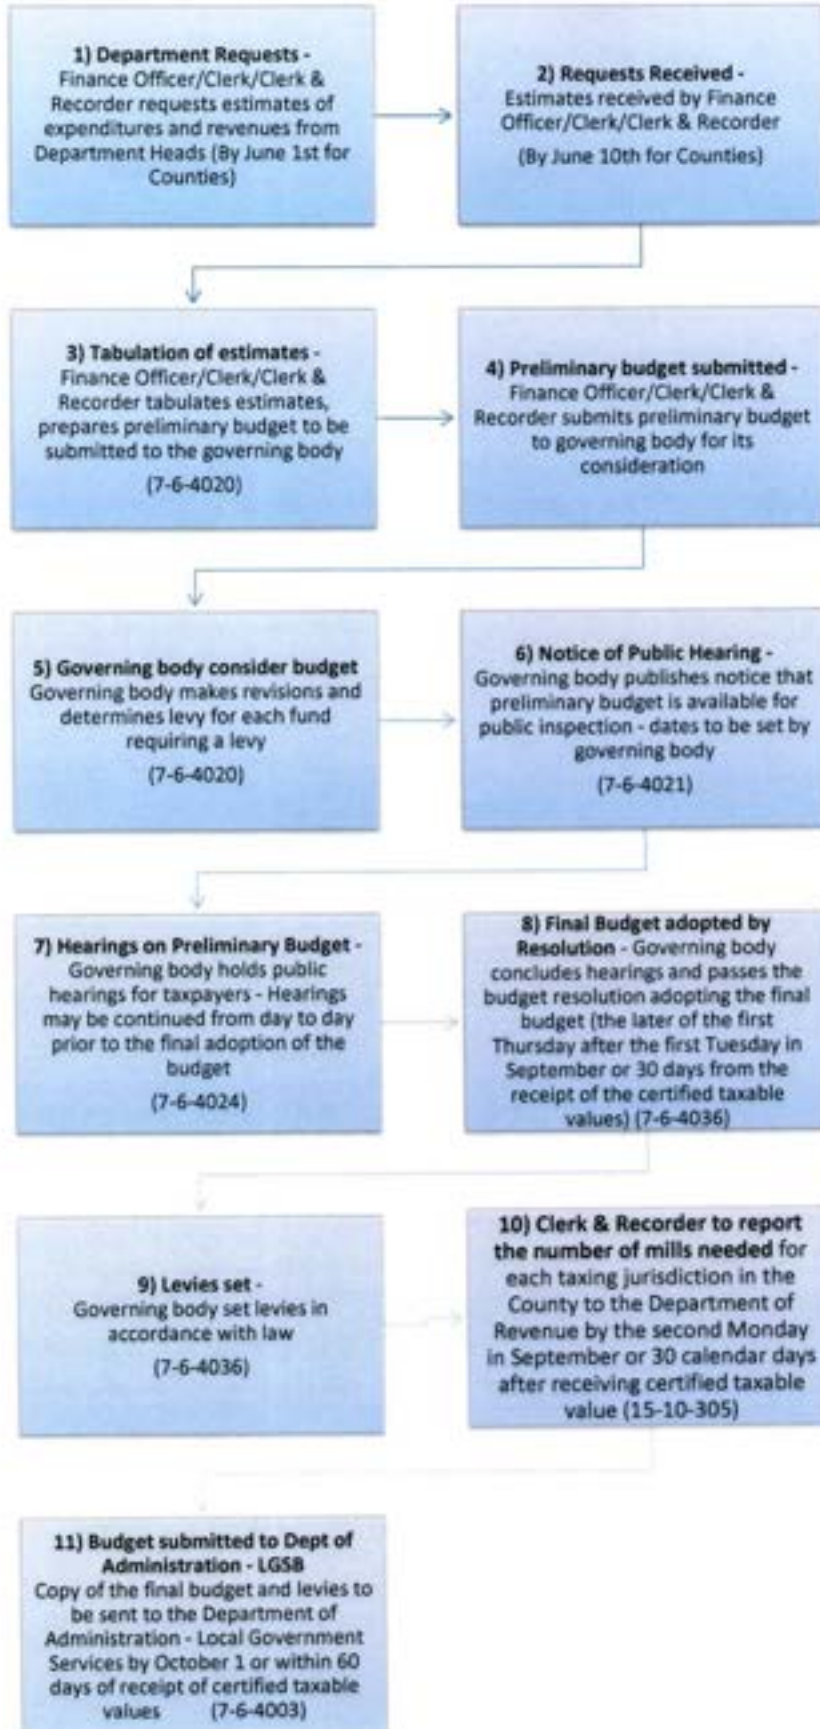 1) Department Requests -
Finance Officer/Clerk/Clerk &
Recorder requests estimates of
expenditures and revenues from
Department Heads (By June 1st for
Counties)
2) Requests Received -
Estimates received by Finance
Officer/Clerk/Clerk & Recorder
(By June 10th for Counties)
3) Tabulation of estimates -
Finance Officer/Clerk/Clerk &
Recorder tabulates estimates,
prepares preliminary budget to be
submitted to the governing body
(7-6-4020)
4) Preliminary budget submitted -
Finance Officer/Clerk/Clerk &
Recorder submits preliminary budget
to governing body for its
consideration
5) Governing body consider budget
Governing body makes revisions and
determines levy for each fund
requiring a levy
(7-6-4020)
6) Notice of Public Hearing -
Governing body publishes notice that
preliminary budget is available for
public inspection - dates to be set by
governing body
(7-6-4021)
7) Hearings on Preliminary Budget -
Governing body holds public
hearings for taxpayers - Hearings
may be continued from day to day
prior to the final adoption of the
budget
(7-6-4024)
8) Final Budget adopted by
Resolution - Governing body
concludes hearings and passes the
budget resolution adopting the final
budget (the later of the first
Thursday after the first Tuesday in
September or 30 days from the
receipt of the certified taxable
values) (7-6-4036)
9) Levies set -
Governing body set levies in
accordance with law
(7-6-4036)
10) Clerk & Recorder to report
the number of mills needed for
each taxing jurisdiction in the
County to the Department of
Revenue by the second Monday
in September or 30 calendar days
after receiving certified taxable
value (15-10-305)
11) Budget submitted to Dept of
Administration - LGSB
Copy of the final budget and levies to
be sent to the Department of
Administration - Local Government
Services by October 1 or within 60
days of receipt of certified taxable
values (7-6-4003)